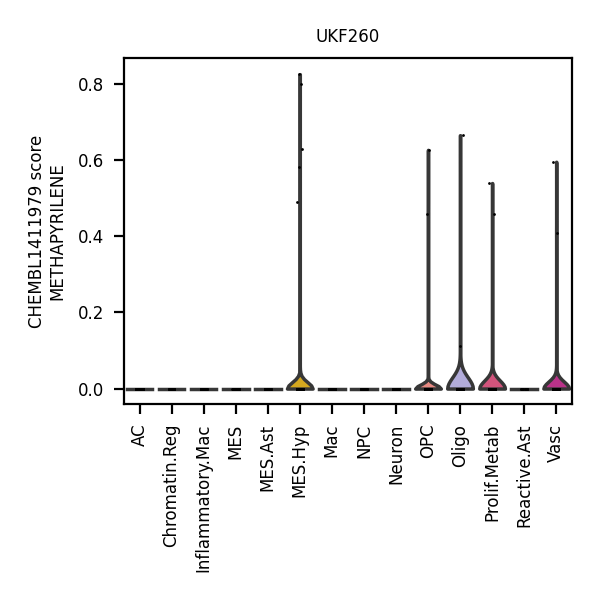 UKF260
CHEMBL1411979 score
METHAPYRILENE
0.8
0.6
0.4
0.2
0.0
AC
Chromatin.Reg
Inflammatory.Mac
MES
MES.Ast
MES.Hyp
Mac
NPC
Neuron
OPC
Oligo
Prolif.Metab
Reactive.Ast
Vasc